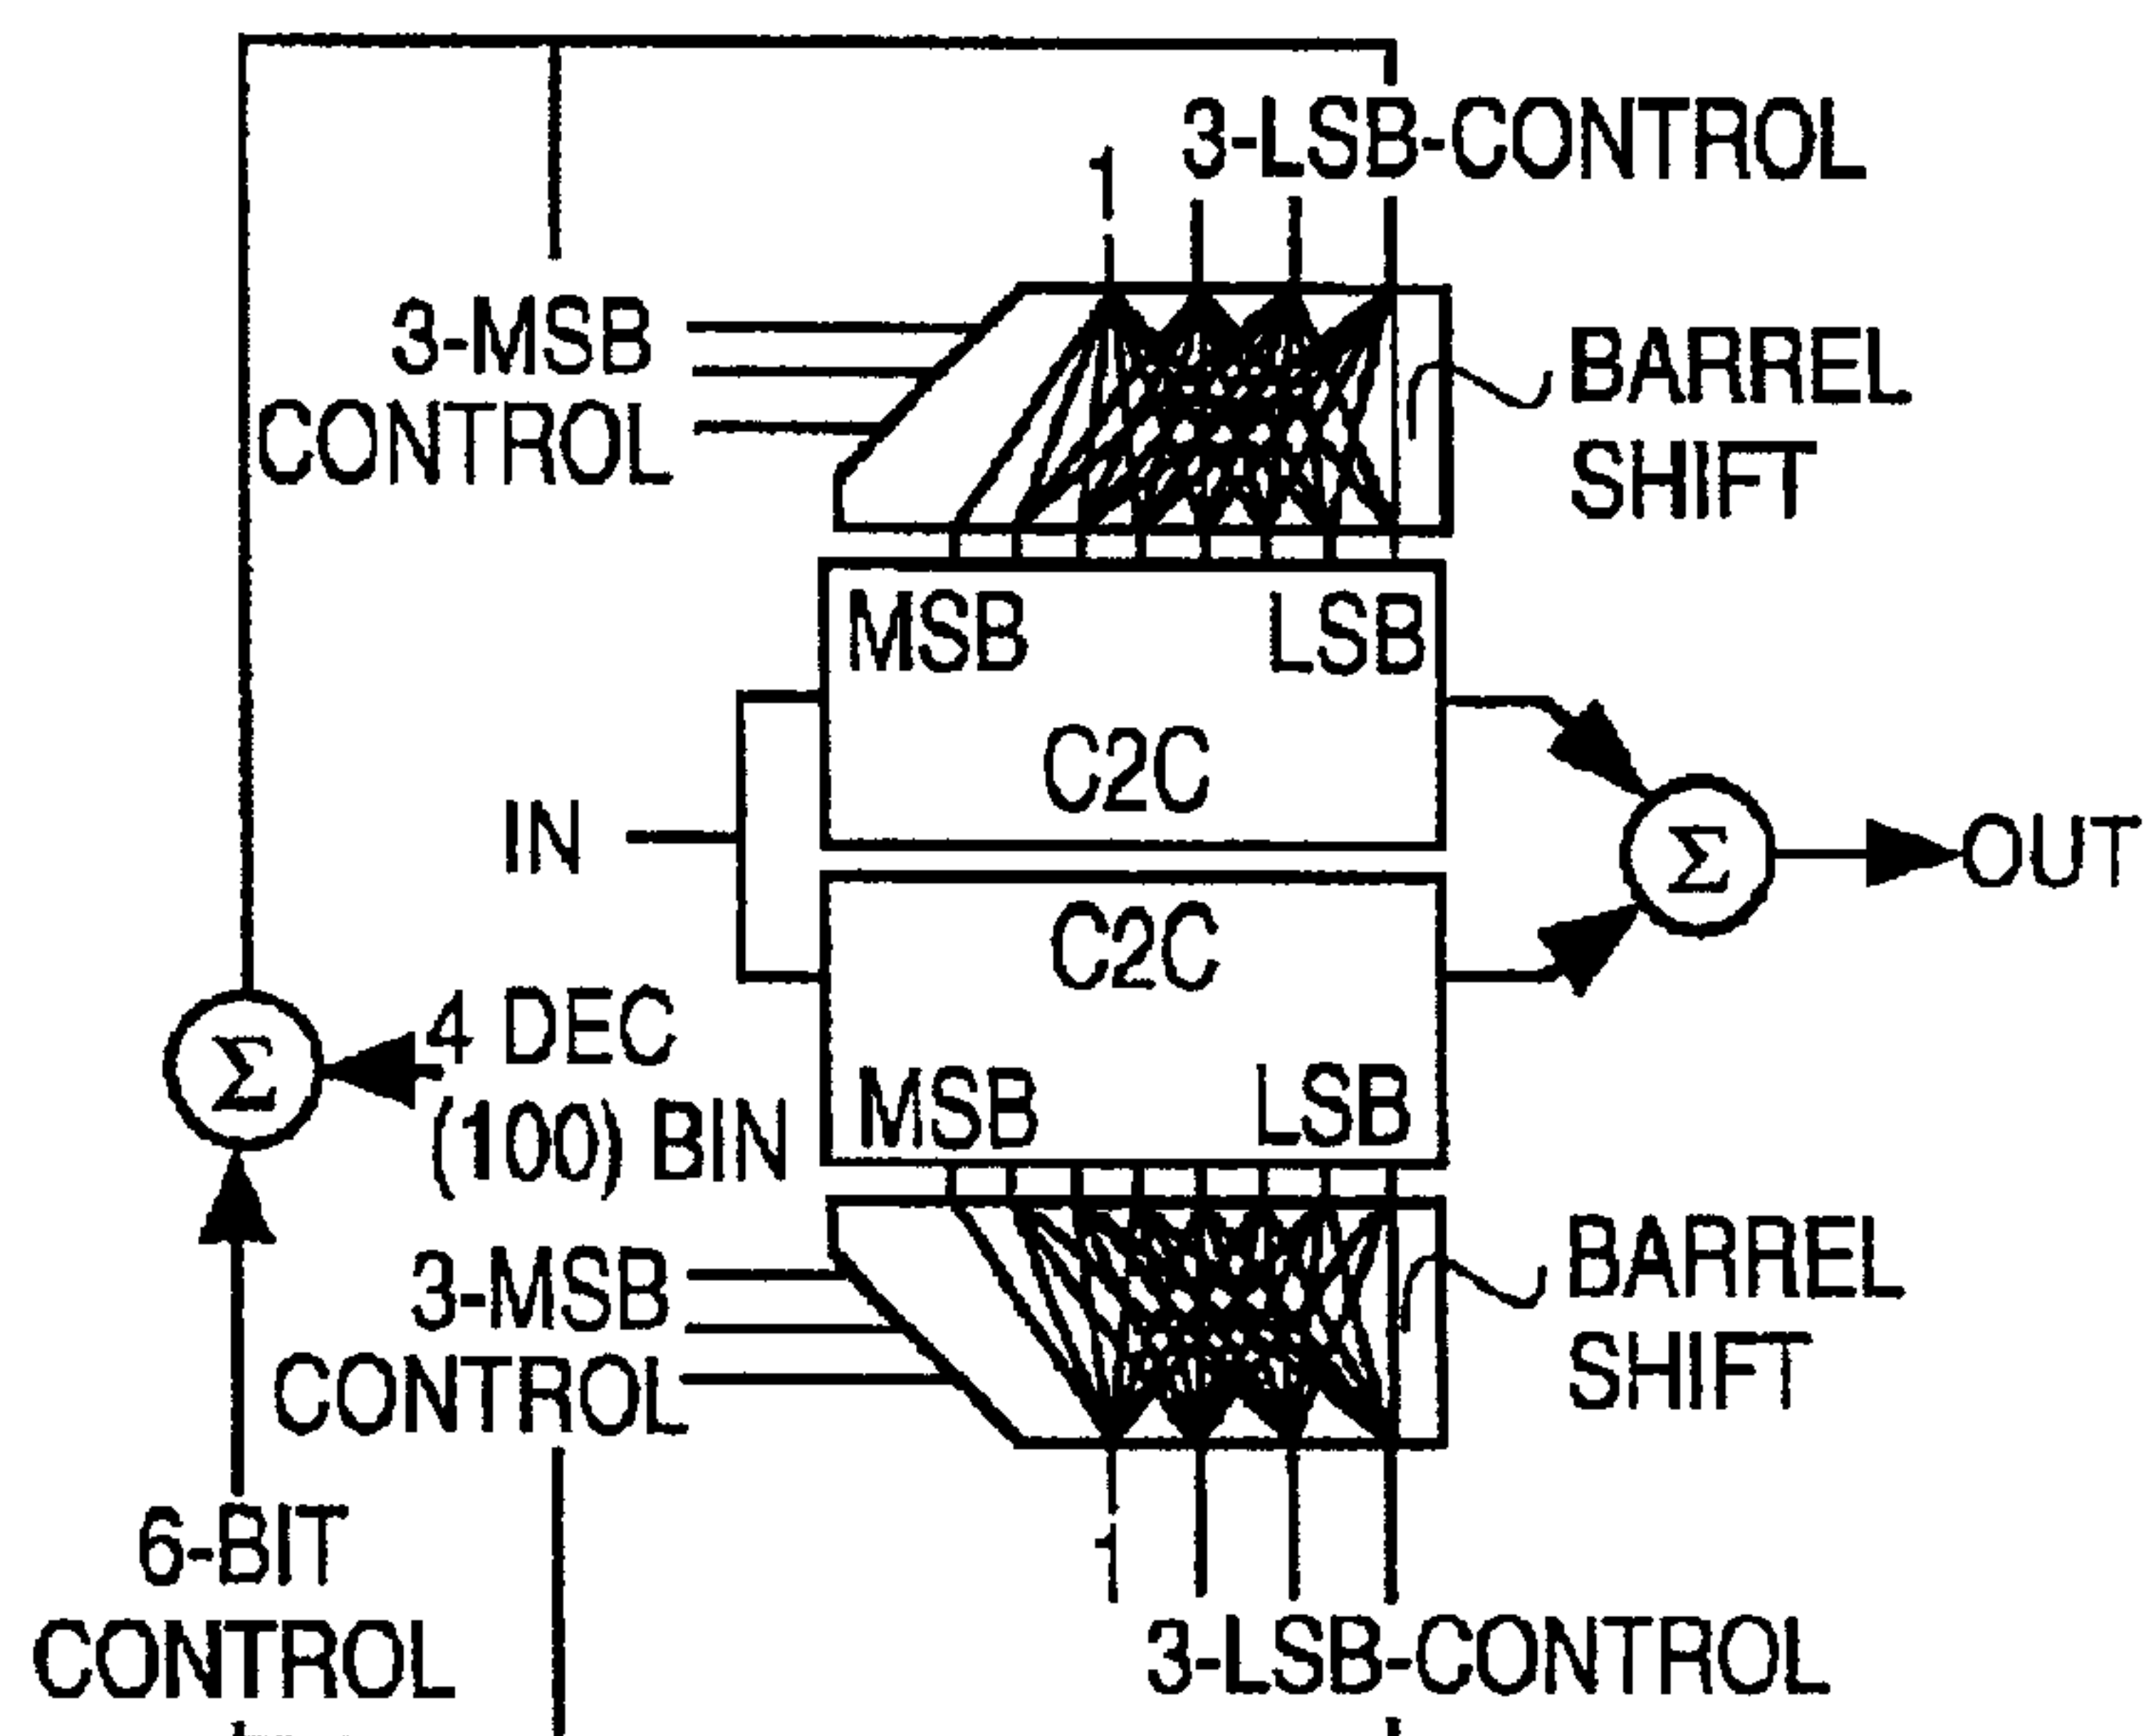 1 3-LSB-CONTROL
3-MSB
CONTROL
BARREL
SHIFT
MSB LSB
C2C
IN
Σ
OUT
C2C
MSB LSB
Σ
4 DEC
(100) BIN
3-MSB
CONTROL
BARREL
SHIFT
6-BIT
CONTROL
1
3-LSB-CONTROL